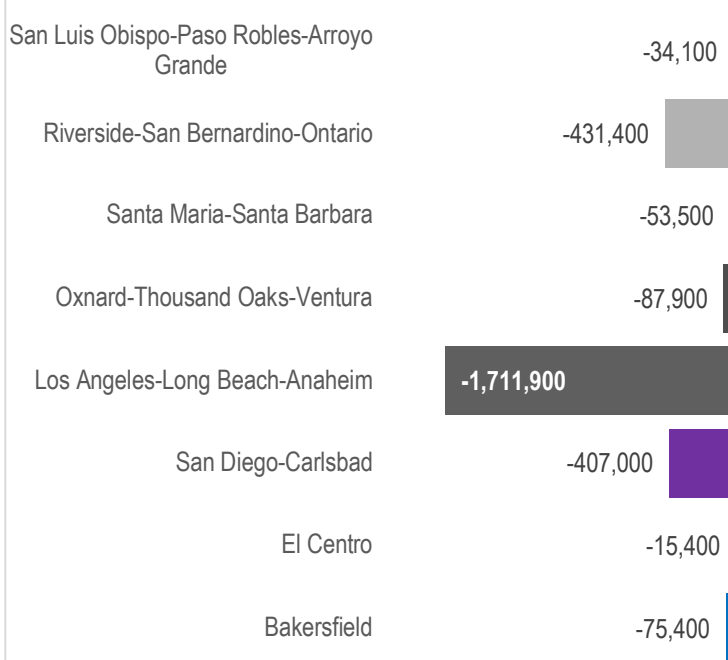 San Luis Obispo-Paso Robles-Arroyo
Grande
-34,100
Riverside-San Bernardino-Ontario
-431,400
Santa Maria-Santa Barbara
-53,500
Oxnard-Thousand Oaks-Ventura
-87,900
Los Angeles-Long Beach-Anaheim
-1,711,900
San Diego-Carlsbad
-407,000
El Centro
-15,400
Bakersfield
-75,400